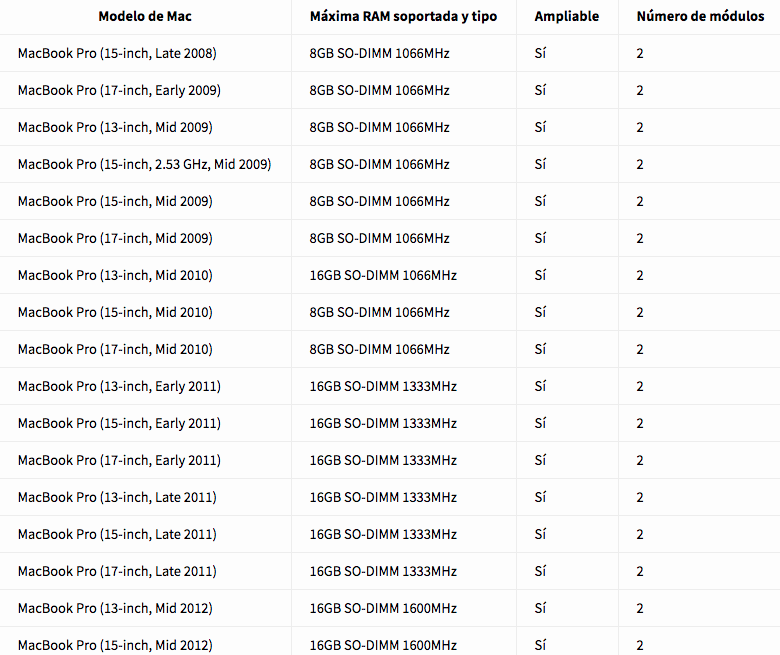 Modelo de Mac Máxima RAM soportada y tipo Ampliable Número de módulos
MacBook Pro (15-inch, Late 2008) 8GB SO-DIMM 1066MHz Sí 2
MacBook Pro (17-inch, Early 2009) 8GB SO-DIMM 1066MHz Sí 2
MacBook Pro (13-inch, Mid 2009) 8GB SO-DIMM 1066MHz Sí 2
MacBook Pro (15-inch, 2.53 GHz, Mid 2009) 8GB SO-DIMM 1066MHz Sí 2
MacBook Pro (15-inch, Mid 2009) 8GB SO-DIMM 1066MHz Sí 2
MacBook Pro (17-inch, Mid 2009) 8GB SO-DIMM 1066MHz Sí 2
MacBook Pro (13-inch, Mid 2010) 16GB SO-DIMM 1066MHz Sí 2
MacBook Pro (15-inch, Mid 2010) 8GB SO-DIMM 1066MHz Sí 2
MacBook Pro (17-inch, Mid 2010) 8GB SO-DIMM 1066MHz Sí 2
MacBook Pro (13-inch, Early 2011) 16GB SO-DIMM 1333MHz Sí 2
MacBook Pro (15-inch, Early 2011) 16GB SO-DIMM 1333MHz Sí 2
MacBook Pro (17-inch, Early 2011) 16GB SO-DIMM 1333MHz Sí 2
MacBook Pro (13-inch, Late 2011) 16GB SO-DIMM 1333MHz Sí 2
MacBook Pro (15-inch, Late 2011) 16GB SO-DIMM 1333MHz Sí 2
MacBook Pro (17-inch, Late 2011) 16GB SO-DIMM 1333MHz Sí 2
MacBook Pro (13-inch, Mid 2012) 16GB SO-DIMM 1600MHz Sí 2
MacBook Pro (15-inch, Mid 2012) 16GB SO-DIMM 1600MHz Sí 2